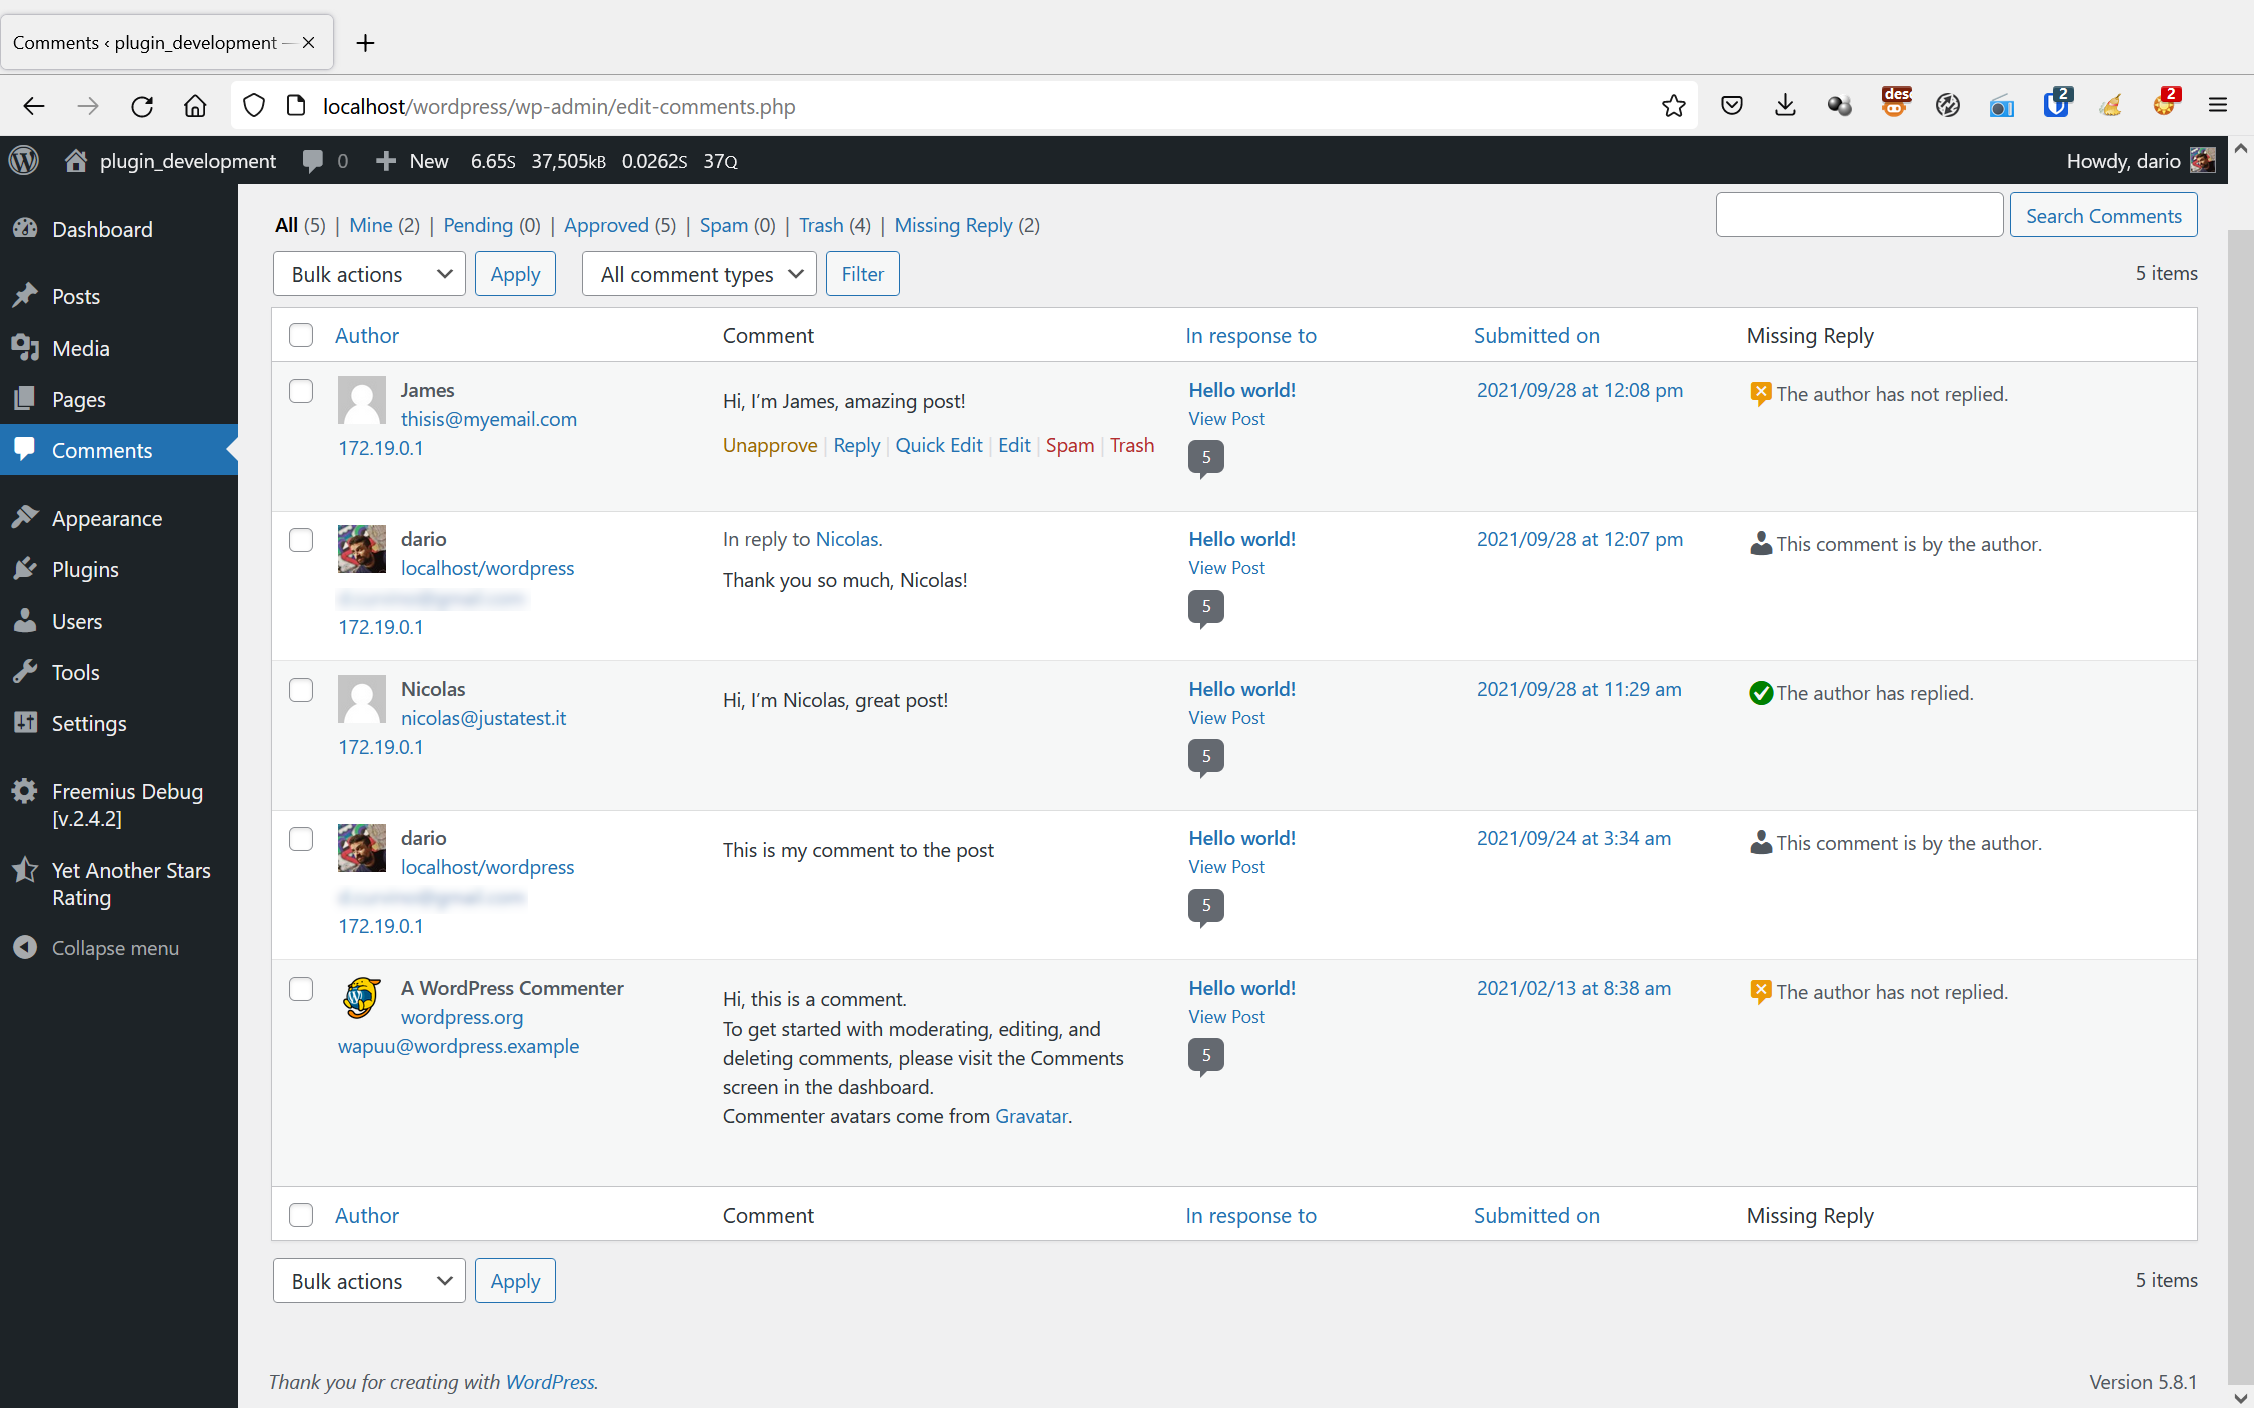 Comments ‹ plugin_development —
des
2
2
localhost/wordpress/wp-admin/edit-comments.php
plugin_development 0 New 6.65S 37,505KB 0.0262S 37Q Howdy, dario
Dashboard
Posts
Media
Pages
Comments
Appearance
Plugins
Users
Tools
Settings
Freemius Debug
[v.2.4.2]
Yet Another Stars
Rating
Collapse menu
All (5) | Mine (2) | Pending (0) | Approved (5) | Spam (0) | Trash (4) | Missing Reply (2)
Search Comments
Bulk actions Apply All comment types Filter 5 items
Author Comment In response to Submitted on Missing Reply
James
thisis@myemail.com
172.19.0.1
Hi, I’m James, amazing post!
Unapprove | Reply | Quick Edit | Edit | Spam | Trash
Hello world!
View Post
5
2021/09/28 at 12:08 pm
The author has not replied.
dario
localhost/wordpress
172.19.0.1
In reply to Nicolas.
Thank you so much, Nicolas!
Hello world!
View Post
5
2021/09/28 at 12:07 pm
This comment is by the author.
Nicolas
nicolas@justatest.it
172.19.0.1
Hi, I’m Nicolas, great post!
Hello world!
View Post
5
2021/09/28 at 11:29 am
The author has replied.
dario
localhost/wordpress
172.19.0.1
This is my comment to the post
Hello world!
View Post
5
2021/09/24 at 3:34 am
This comment is by the author.
A WordPress Commenter
wordpress.org
wapuu@wordpress.example
Hi, this is a comment.
To get started with moderating, editing, and
deleting comments, please visit the Comments
screen in the dashboard.
Commenter avatars come from Gravatar.
Hello world!
View Post
5
2021/02/13 at 8:38 am
The author has not replied.
Author Comment In response to Submitted on Missing Reply
Bulk actions Apply 5 items
Thank you for creating with WordPress. Version 5.8.1